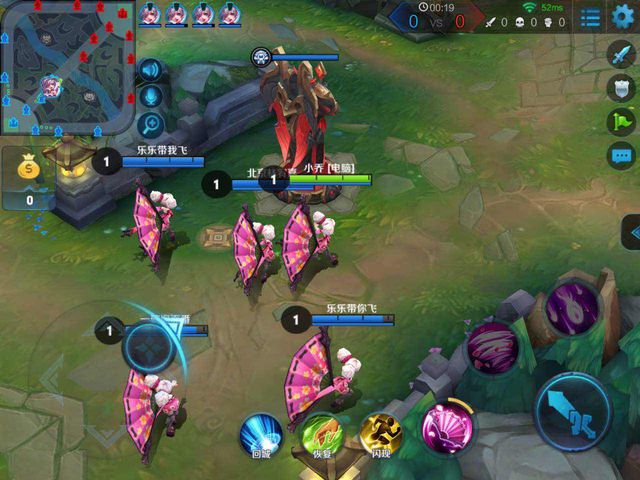 00:19
52ms
0 VS 0
0 0 0
$
0
1 乐乐带我飞
1
1 小乔 [电脑]
1 乐乐带你飞
1
回城
恢复
闪现